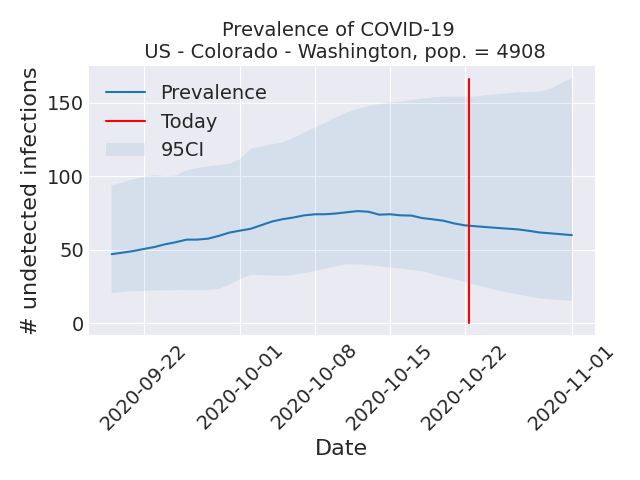 Prevalence of COVID-19
US - Colorado - Washington, pop. = 4908
# undetected infections
150
100
50
0
Prevalence
Today
95CI
2020-09-22
2020-10-01
2020-10-08
2020-10-15
2020-10-22
2020-11-01
Date